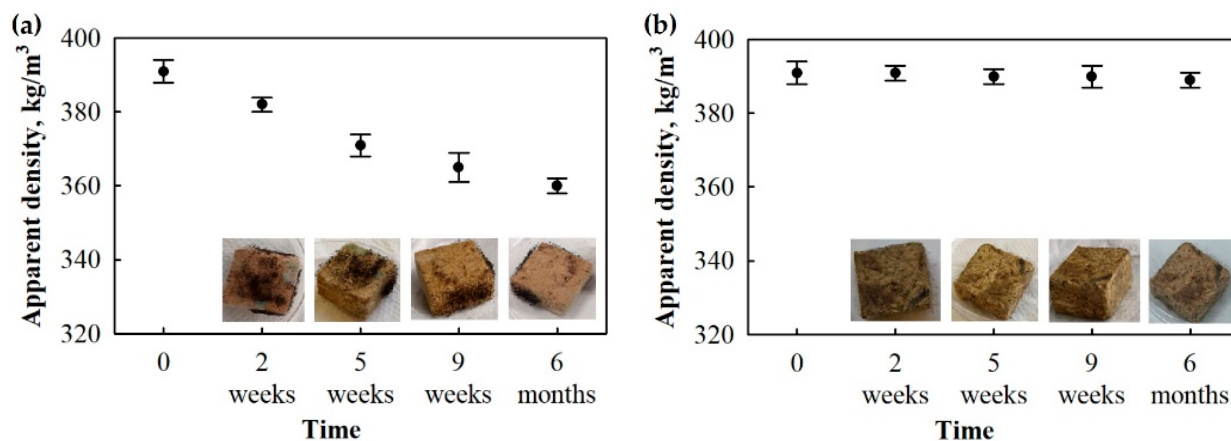 (a)
Apparent density, kg/m³
400
380
360
340
320
0
2 weeks
5 weeks
9 weeks
6 months
Time
(b)
Apparent density, kg/m³
400
380
360
340
320
0
2 weeks
5 weeks
9 weeks
6 months
Time